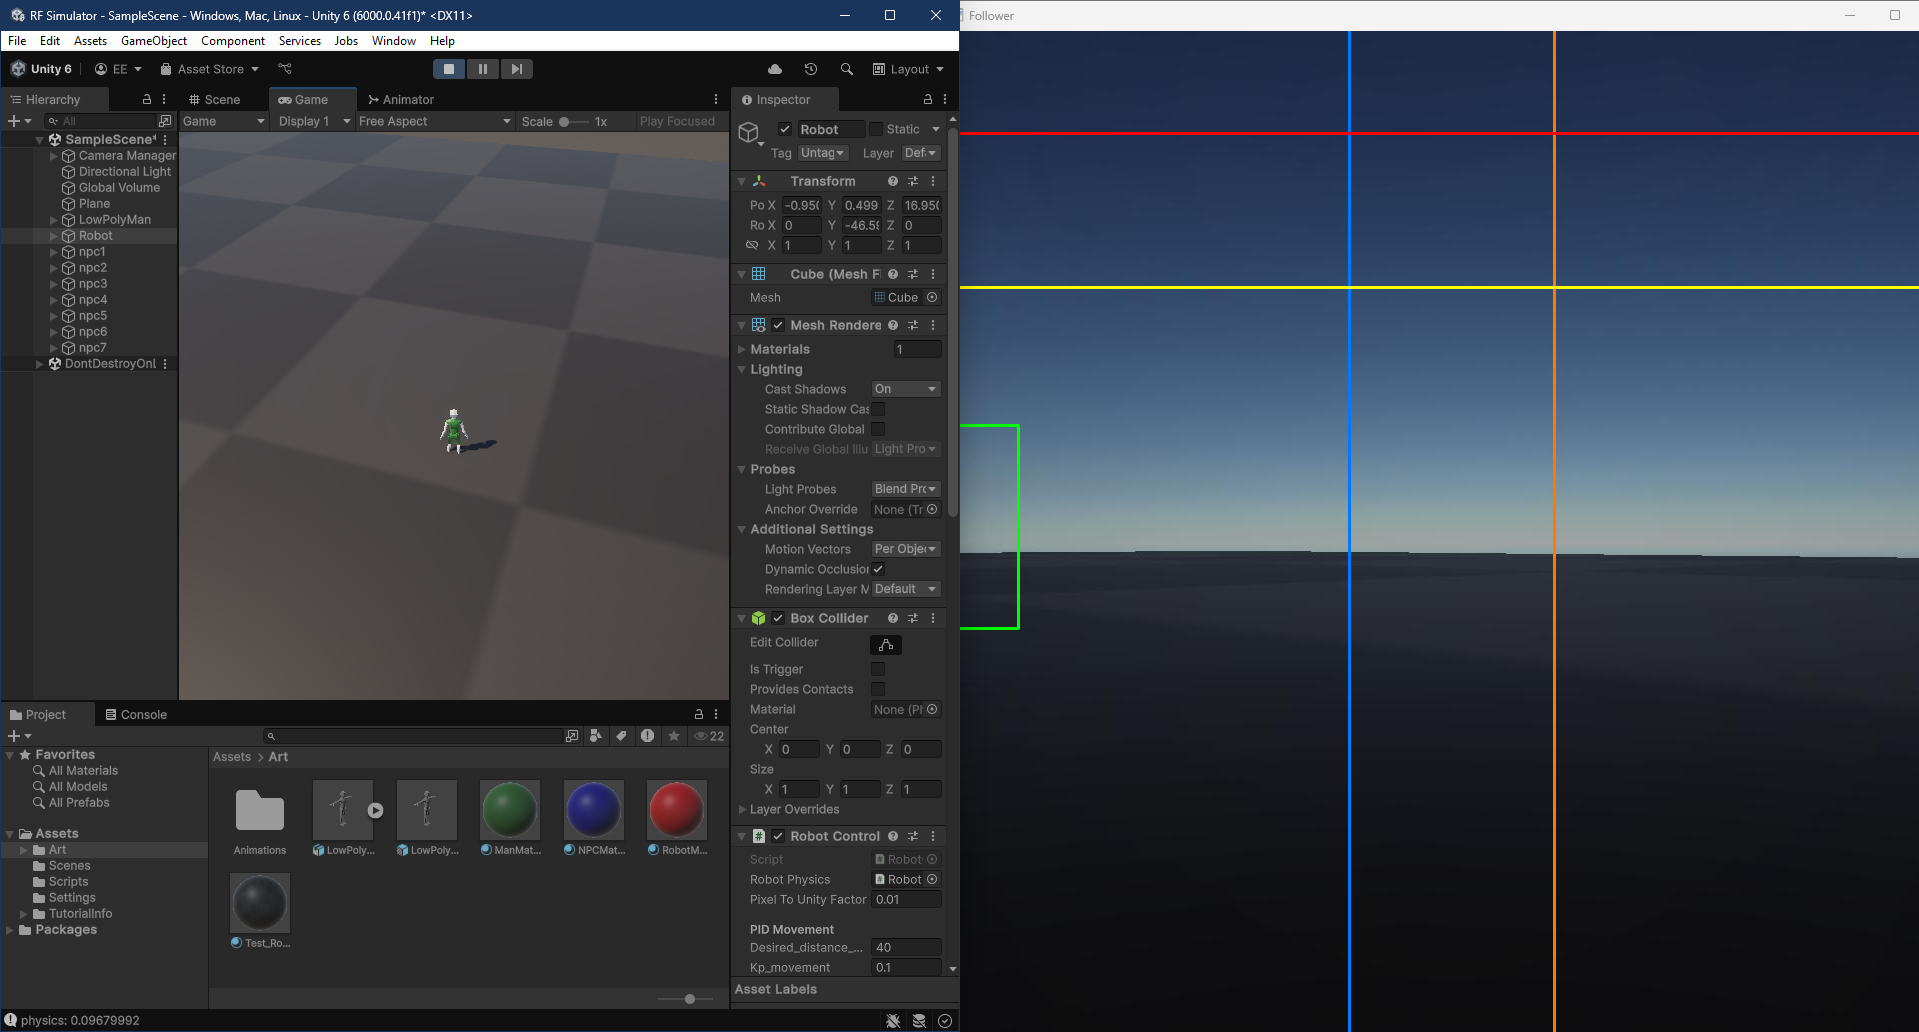 RF Simulator - SampleScene - Windows, Mac, Linux - Unity 6 (6000.0.41f1)* <DX11>
File Edit Assets GameObject Component Services Jobs Window Help
Unity 6 EE Asset Store Layout
Hierarchy
All
SampleScene*
Camera Manager
Directional Light
Global Volume
Plane
LowPolyMan
Robot
npc1
npc2
npc3
npc4
npc5
npc6
npc7
DontDestroyOnl
Scene Game Animator
Game Display 1 Free Aspect Scale 1x Play Focused
Inspector
Robot Static
Tag Untag Layer Def
Transform
Po X -0.950 Y 0.499 Z 16.950
Ro X 0 Y -46.59 Z 0
X 1 Y 1 Z 1
Cube (Mesh F
Mesh Cube
Mesh Rendere
Materials 1
Lighting
Cast Shadows On
Static Shadow Cas
Contribute Global
Receive Global Illu Light Pro
Probes
Light Probes Blend Pro
Anchor Override None (Tr
Additional Settings
Motion Vectors Per Obje
Dynamic Occlusion
Rendering Layer M Default
Box Collider
Edit Collider
Is Trigger
Provides Contacts
Material None (Ph
Center
X 0 Y 0 Z 0
Size
X 1 Y 1 Z 1
Layer Overrides
Robot Control
Script Robot
Robot Physics Robot
Pixel To Unity Factor 0.01
PID Movement
Desired_distance_... 40
Kp_movement 0.1
Asset Labels
Project Console
22
Favorites
All Materials
All Models
All Prefabs
Assets
Art
Scenes
Scripts
Settings
TutorialInfo
Packages
Assets > Art
Animations LowPoly... LowPoly... ManMat... NPCMat... RobotM...
Test_Ro...
physics: 0.09679992
Follower